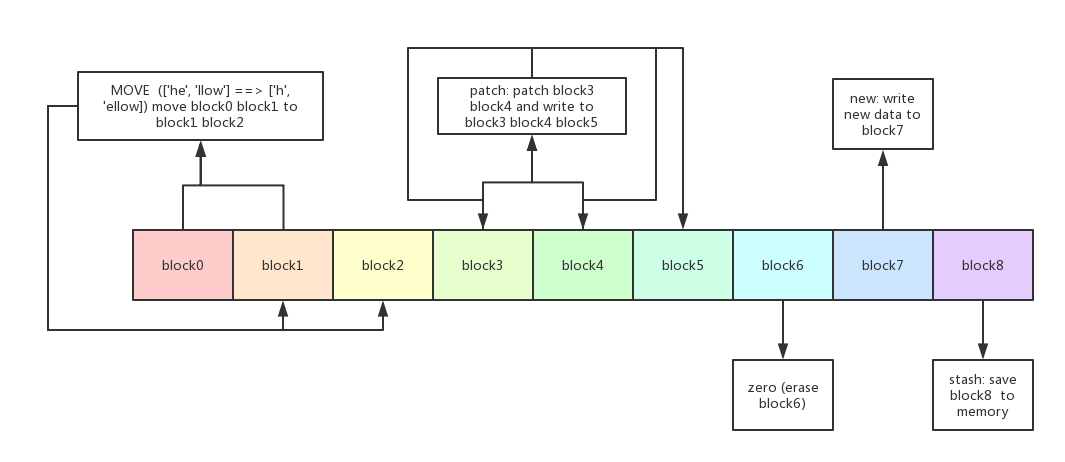 MOVE (['he', 'llow'] ==> ['h',
'ellow]) move block0 block1 to
block1 block2
patch: patch block3
block4 and write to
block3 block4 block5
new: write
new data to
block7
block0
block1
block2
block3
block4
block5
block6
block7
block8
zero (erase
block6)
stash: save
block8 to
memory